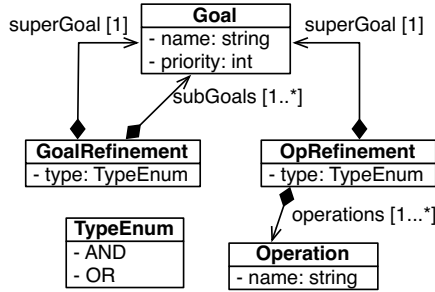 Goal
superGoal [1]
superGoal [1]
- name: string
- priority: int
subGoals [1..*]
GoalRefinement
- type: TypeEnum
OpRefinement
- type: TypeEnum
operations [1...*]
TypeEnum
- AND
- OR
Operation
- name: string